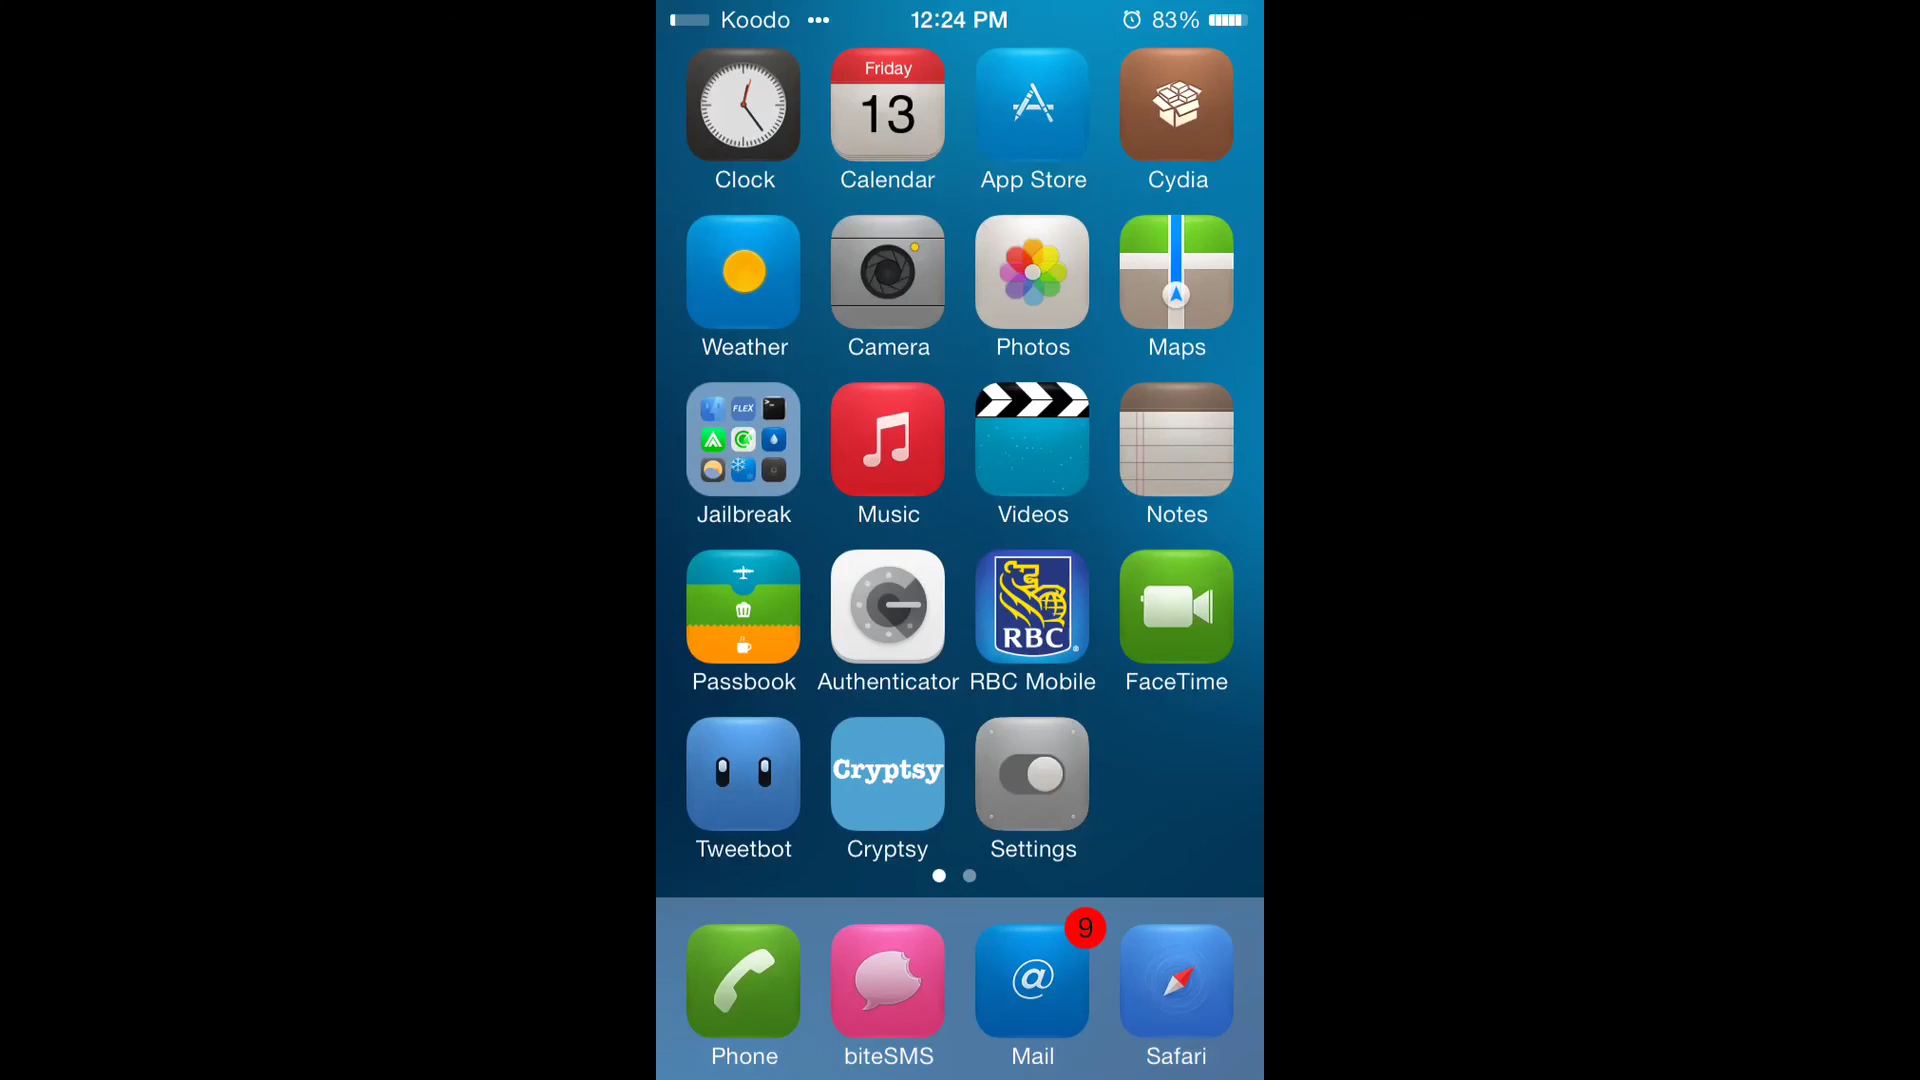 Koodo ••• 12:24 PM 83%
Friday
13
Clock Calendar App Store Cydia
Weather Camera Photos Maps
FLEX
Jailbreak Music Videos Notes
RBC
Passbook Authenticator RBC Mobile FaceTime
Cryptsy
Tweetbot Cryptsy Settings
9
@
Phone biteSMS Mail Safari